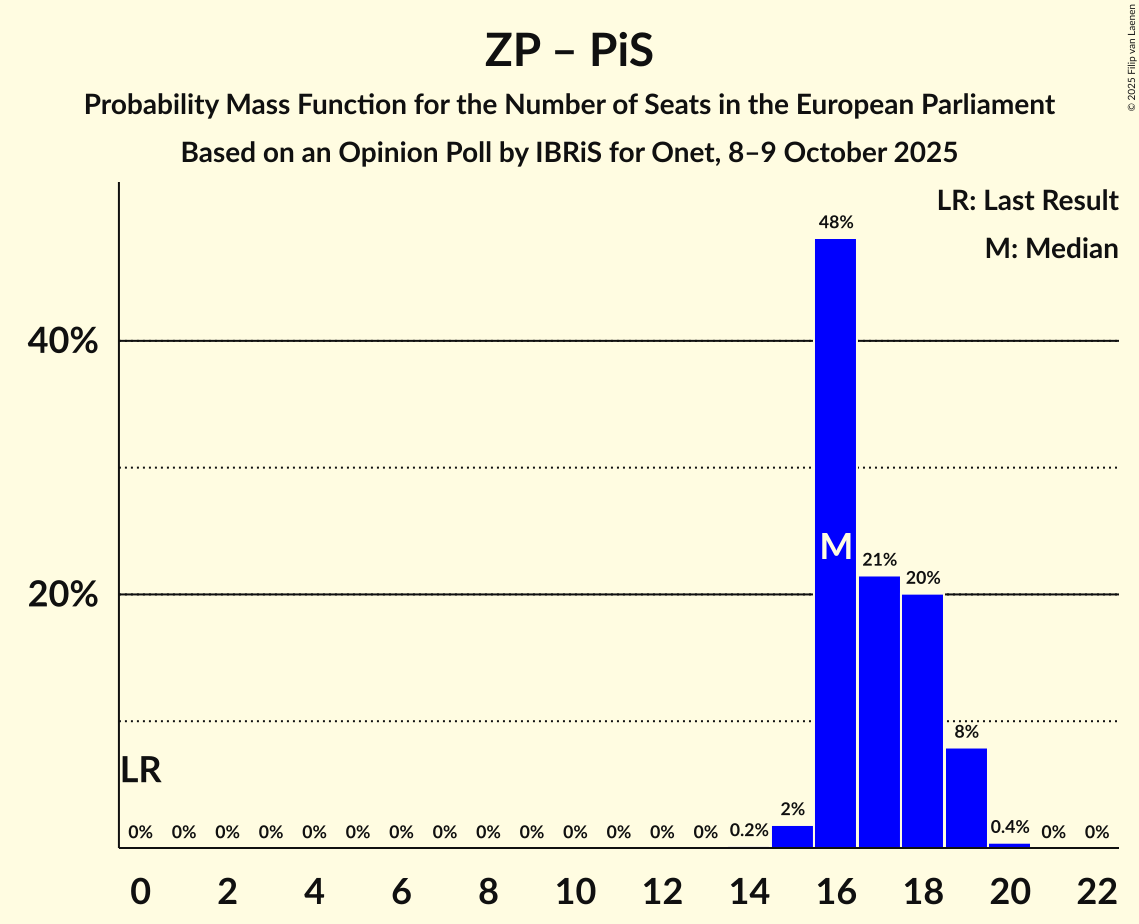 ZP – PiS
Probability Mass Function for the Number of Seats in the European Parliament
Based on an Opinion Poll by IBRiS for Onet, 8–9 October 2025
© 2025 Filip van Laenen
LR: Last Result
M: Median
48%
40%
M
21%
20%
20%
8%
LR
2%
0% 0% 0% 0% 0% 0% 0% 0% 0% 0% 0% 0% 0% 0% 0.2% 0.4% 0% 0%
0 2 4 6 8 10 12 14 16 18 20 22